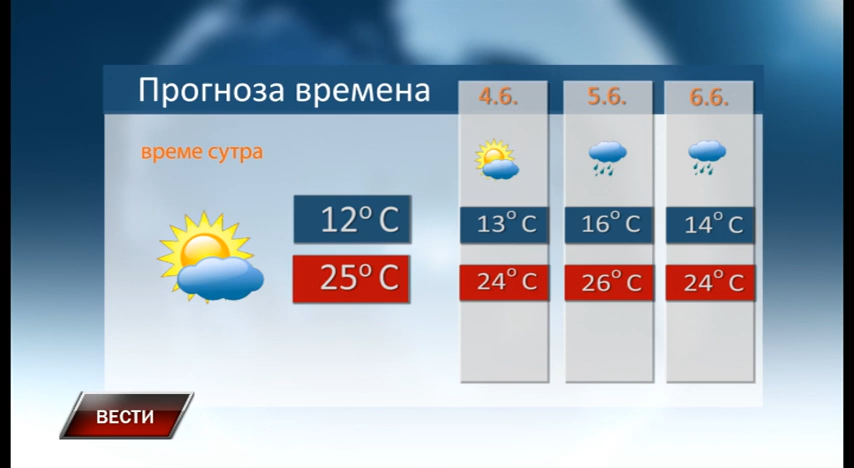 Прогноза времена
време сутра
12° C
25° C
4.6. 5.6. 6.6.
13° C 16° C 14° C
24° C 26° C 24° C
ВЕСТИ